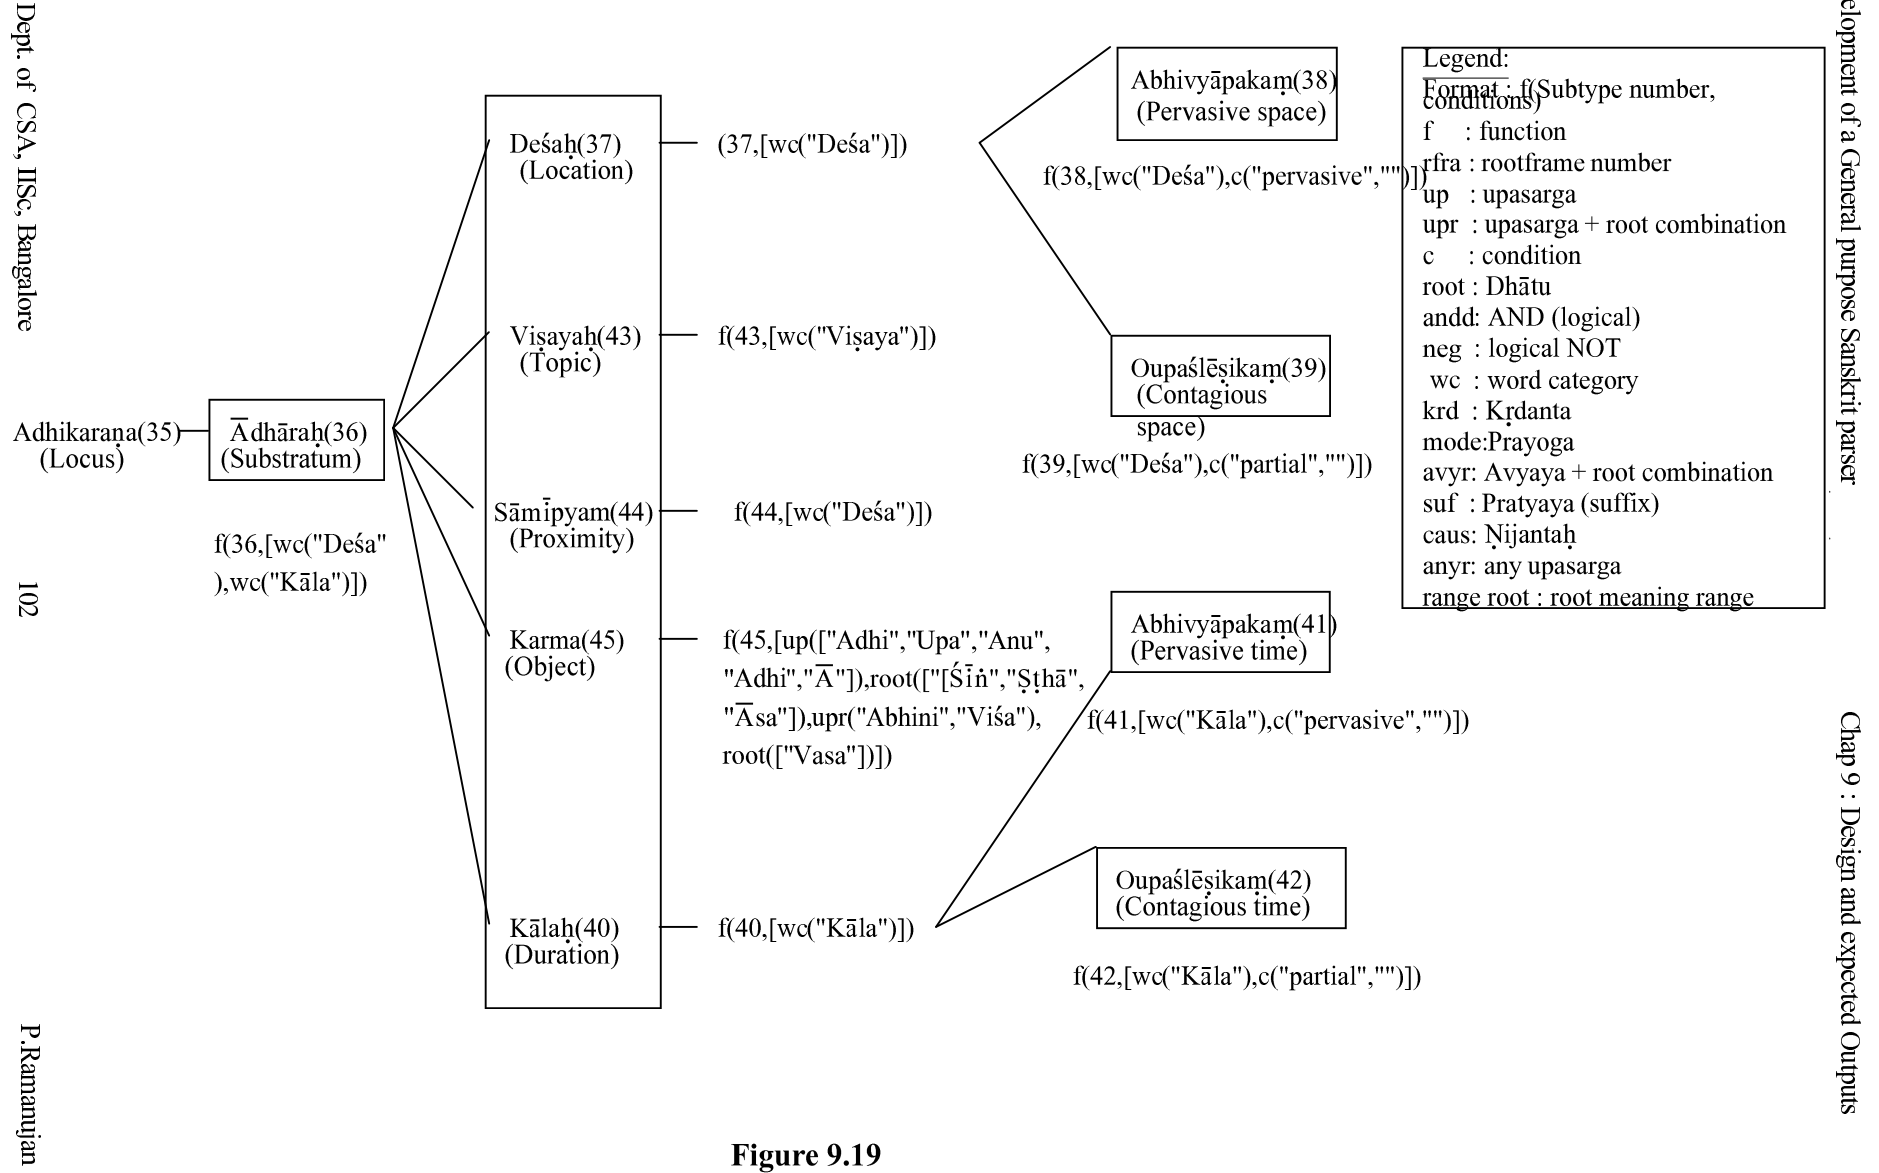 Dept. of CSA, IISc, Bangalore
102
P.Ramanujan
elopment of a General purpose Sanskrit parser
Chap 9 : Design and expected Outputs
Adhikaraṇa(35)
(Locus)
Ādhāraḥ(36)
(Substratum)
f(36,[wc("Deśa"
),wc("Kāla")])
Deśaḥ(37)
(Location)
(37,[wc("Deśa")])
Viṣayaḥ(43)
(Topic)
f(43,[wc("Viṣaya")])
Sāmīpyam(44)
(Proximity)
f(44,[wc("Deśa")])
Karma(45)
(Object)
f(45,[up(["Adhi","Upa","Anu",
"Adhi","Ā"]),root(["[Śīṅ","Ṣṭhā",
"Āsa"]),upr("Abhini","Viśa"),
root(["Vasa"])])
Kālaḥ(40)
(Duration)
f(40,[wc("Kāla")])
Abhivyāpakaṃ(38)
(Pervasive space)
f(38,[wc("Deśa"),c("pervasive","")])
Oupaślēṣikaṃ(39)
(Contagious
space)
f(39,[wc("Deśa"),c("partial","")])
Abhivyāpakaṃ(41)
(Pervasive time)
f(41,[wc("Kāla"),c("pervasive","")])
Oupaślēṣikaṃ(42)
(Contagious time)
f(42,[wc("Kāla"),c("partial","")])
Legend:
Format : f(Subtype number,
conditions)
f : function
rfra : rootframe number
up : upasarga
upr : upasarga + root combination
c : condition
root : Dhātu
andd: AND (logical)
neg : logical NOT
wc : word category
krd : Kṛdanta
mode:Prayoga
avyr: Avyaya + root combination
suf : Pratyaya (suffix)
caus: Ṇijantaḥ
anyr: any upasarga
range root : root meaning range
Figure 9.19